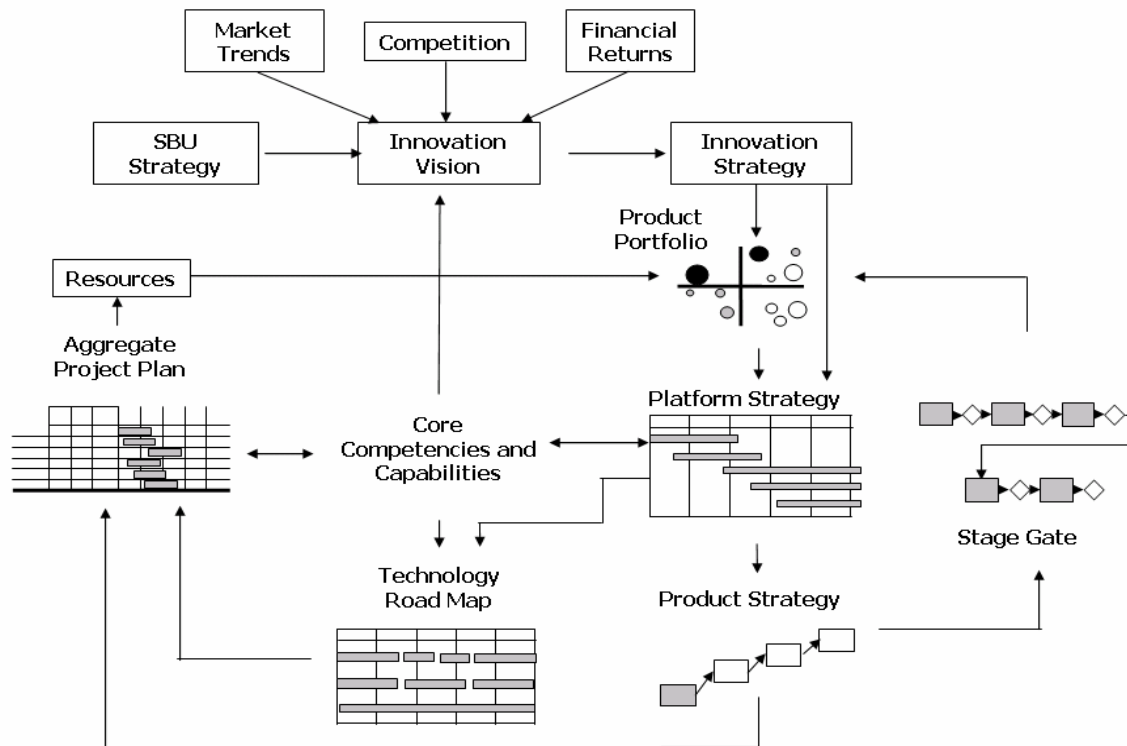 Market
Trends
Competition
Financial
Returns
SBU
Strategy
Innovation
Vision
Innovation
Strategy
Product
Portfolio
Resources
Aggregate
Project Plan
Platform Strategy
Core
Competencies and
Capabilities
Stage Gate
Technology
Road Map
Product Strategy